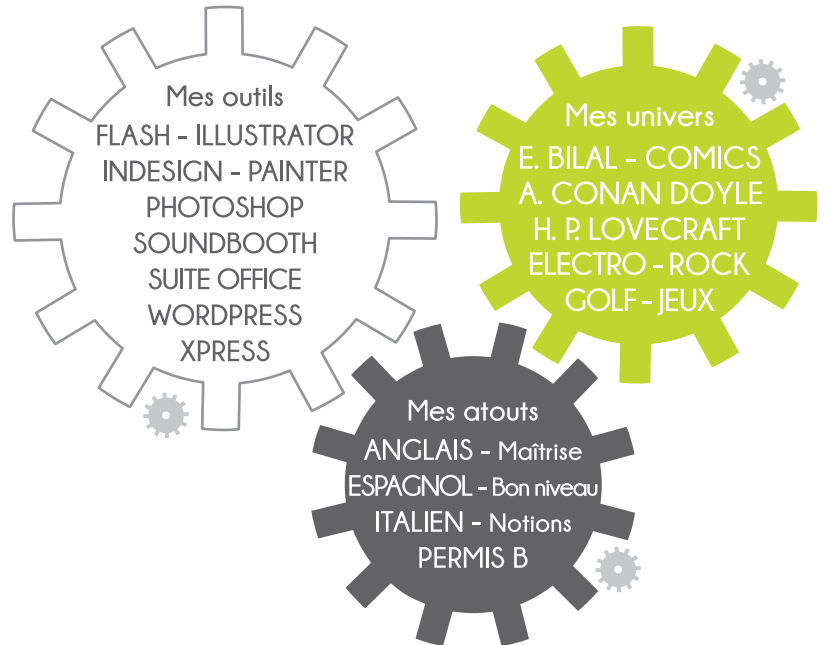 Mes outils
FLASH - ILLUSTRATOR
INDESIGN - PAINTER
PHOTOSHOP
SOUNDBOOTH
SUITE OFFICE
WORDPRESS
XPRESS
Mes univers
E. BILAL - COMICS
A. CONAN DOYLE
H. P. LOVECRAFT
ELECTRO - ROCK
GOLF - JEUX
Mes atouts
ANGLAIS - Maîtrise
ESPAGNOL - Bon niveau
ITALIEN - Notions
PERMIS B